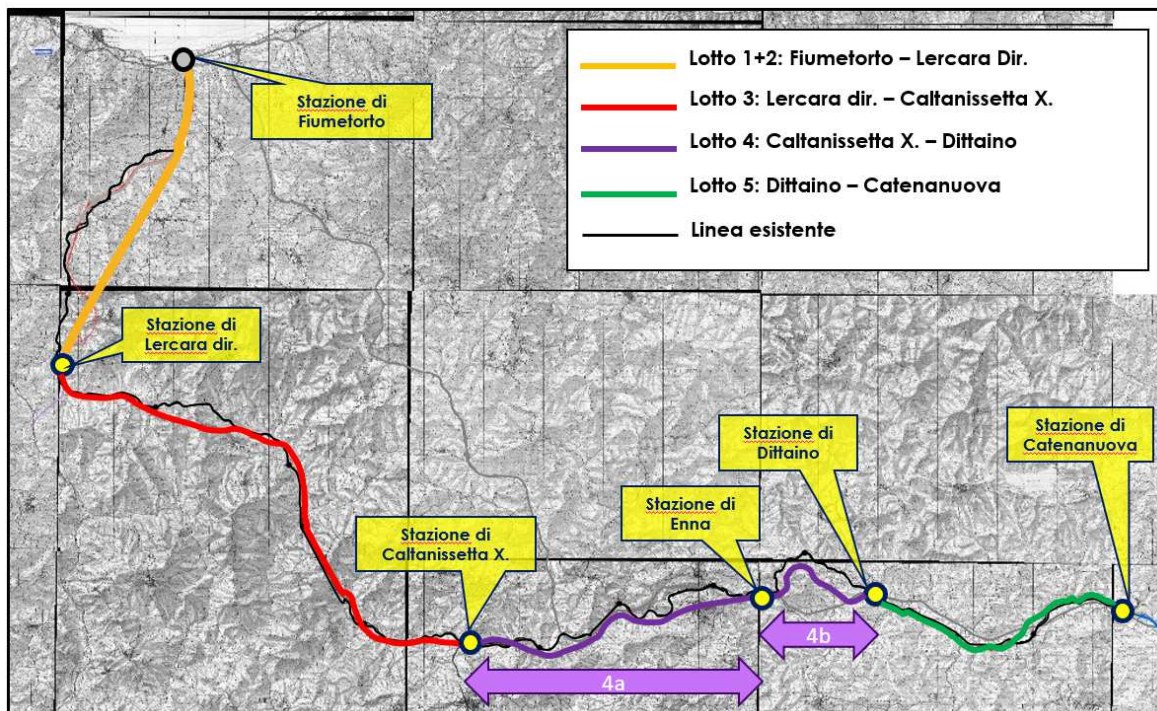 Stazione di
Fiumetorto
Lotto 1+2: Fiumetorto – Lercara Dir.
Lotto 3: Lercara dir. – Caltanissetta X.
Lotto 4: Caltanissetta X. – Dittaino
Lotto 5: Dittaino – Catenanuova
Linea esistente
Stazione di
Lercara dir.
Stazione di
Dittaino
Stazione di
Catenanuova
Stazione di
Enna
Stazione di
Caltanissetta X.
4b
4a